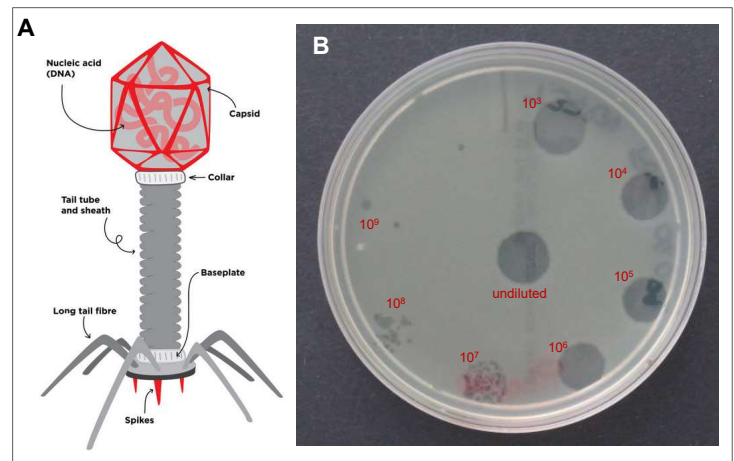 A
Nucleic acid
(DNA)
Capsid
Collar
Tail tube
and sheath
Baseplate
Long tail fibre
Spikes
B
10³
10⁴
10⁹
undiluted
10⁵
10⁸
10⁶
10⁷